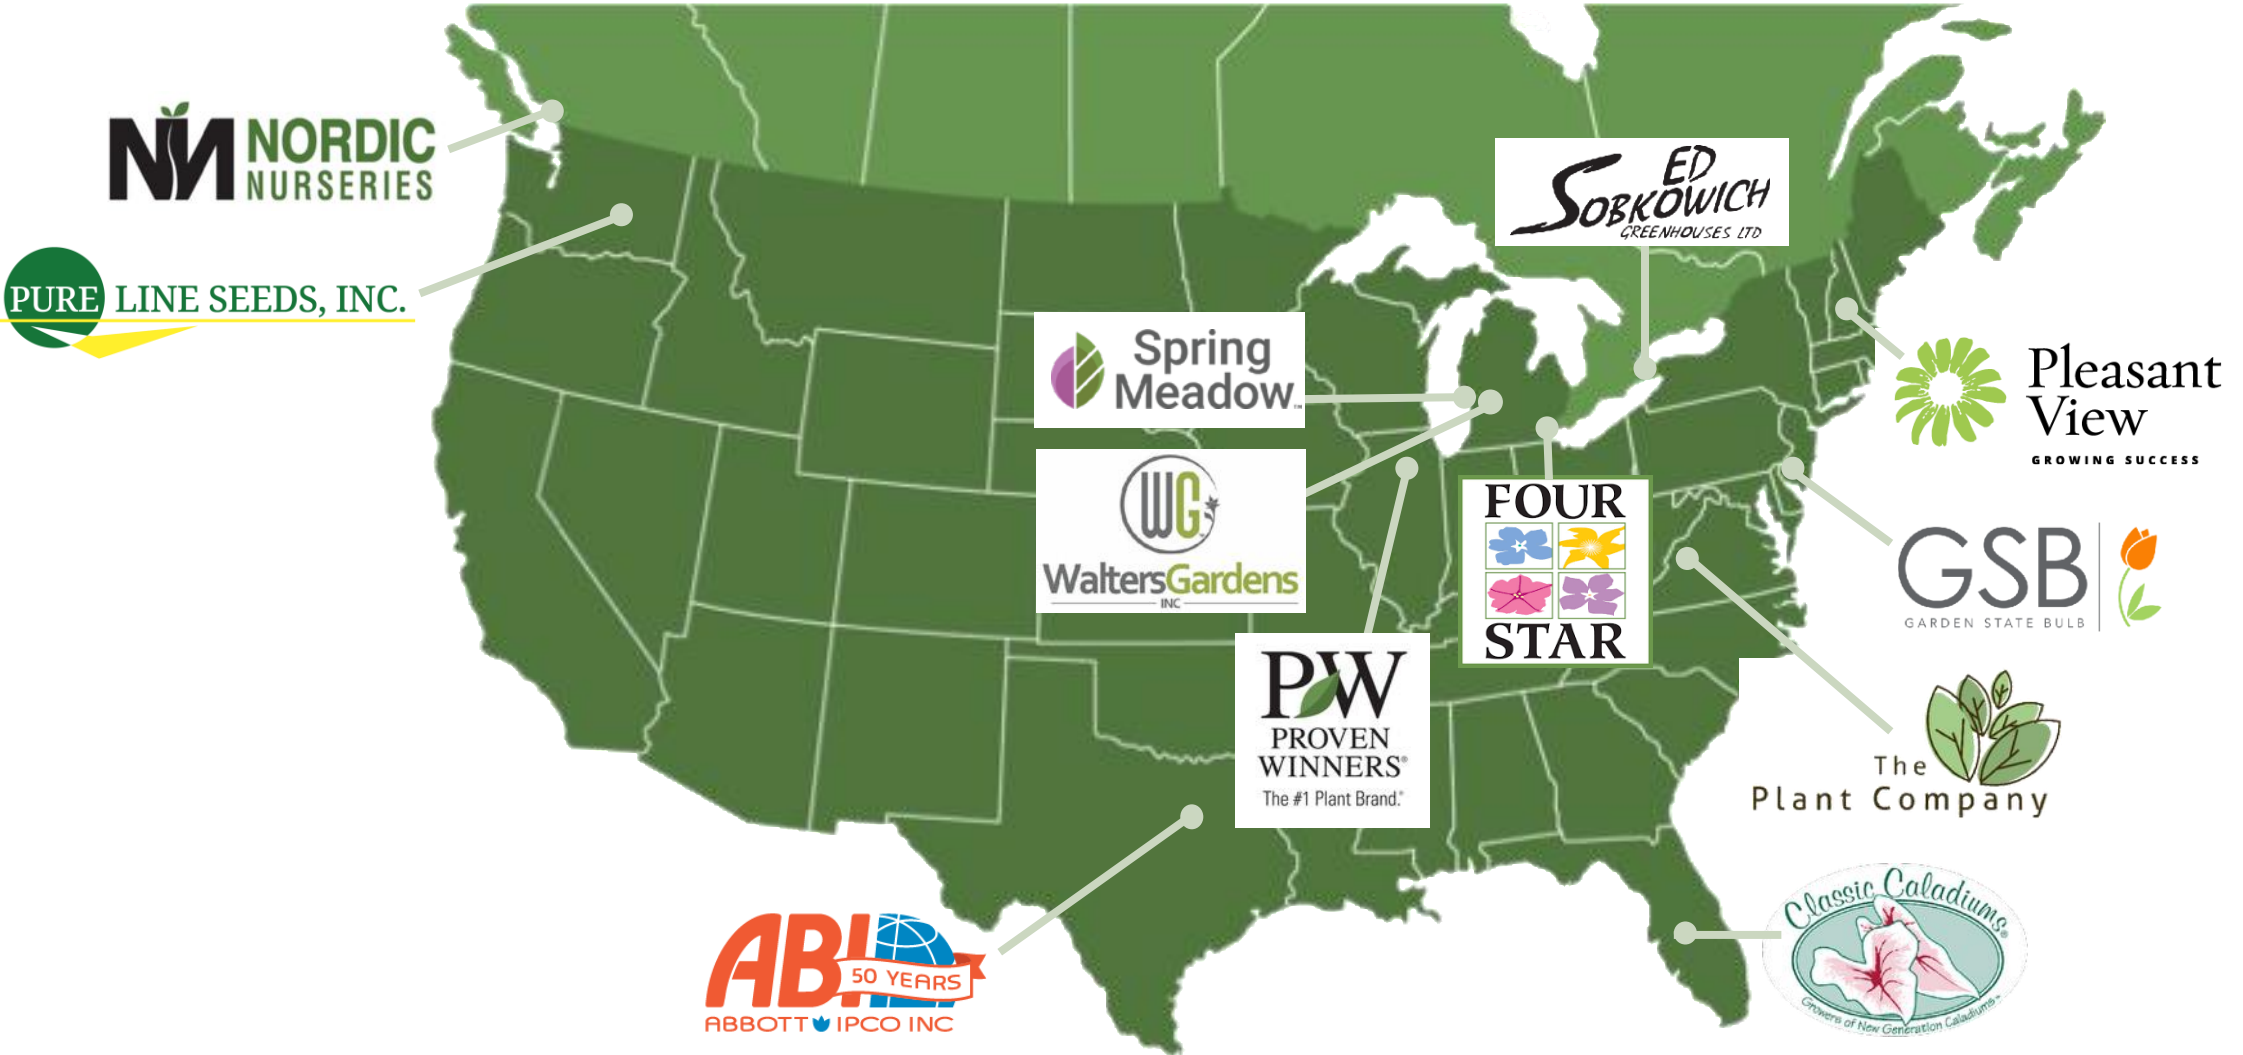 NORDIC
NURSERIES
PURE LINE SEEDS, INC.
ED
SOBKOWICH
GREENHOUSES LTD
Spring
Meadow™
WG
WaltersGardens
INC
FOUR
STAR
PW
PROVEN
WINNERS®
The #1 Plant Brand.®
Pleasant
View
GROWING SUCCESS
GSB
GARDEN STATE BULB
The
Plant Company
ABI
50 YEARS
ABBOTT IPCO INC
Classic Caladiums®
Growers of New Generation Caladiums™